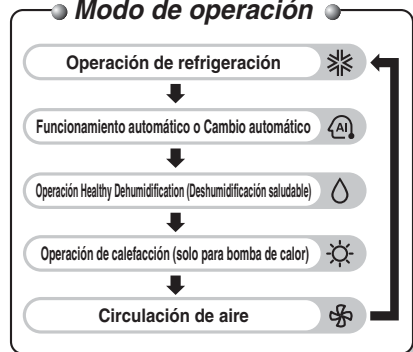 Modo de operación
Operación de refrigeración
Funcionamiento automático o Cambio automático
AI
Operación Healthy Dehumidification (Deshumidificación saludable)
Operación de calefacción (solo para bomba de calor)
Circulación de aire